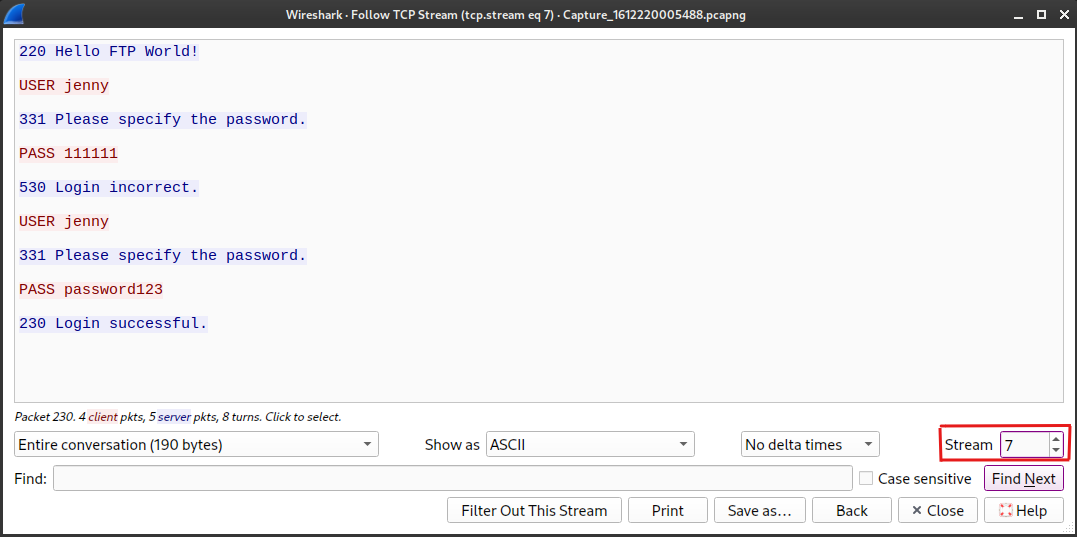 Wireshark · Follow TCP Stream (tcp.stream eq 7) · Capture_1612220005488.pcapng
220 Hello FTP World!
USER jenny
331 Please specify the password.
PASS 111111
530 Login incorrect.
USER jenny
331 Please specify the password.
PASS password123
230 Login successful.
Packet 230. 4 client pkts, 5 server pkts, 8 turns. Click to select.
Entire conversation (190 bytes) Show as ASCII No delta times Stream 7
Find: Case sensitive Find Next
Filter Out This Stream Print Save as… Back Close Help